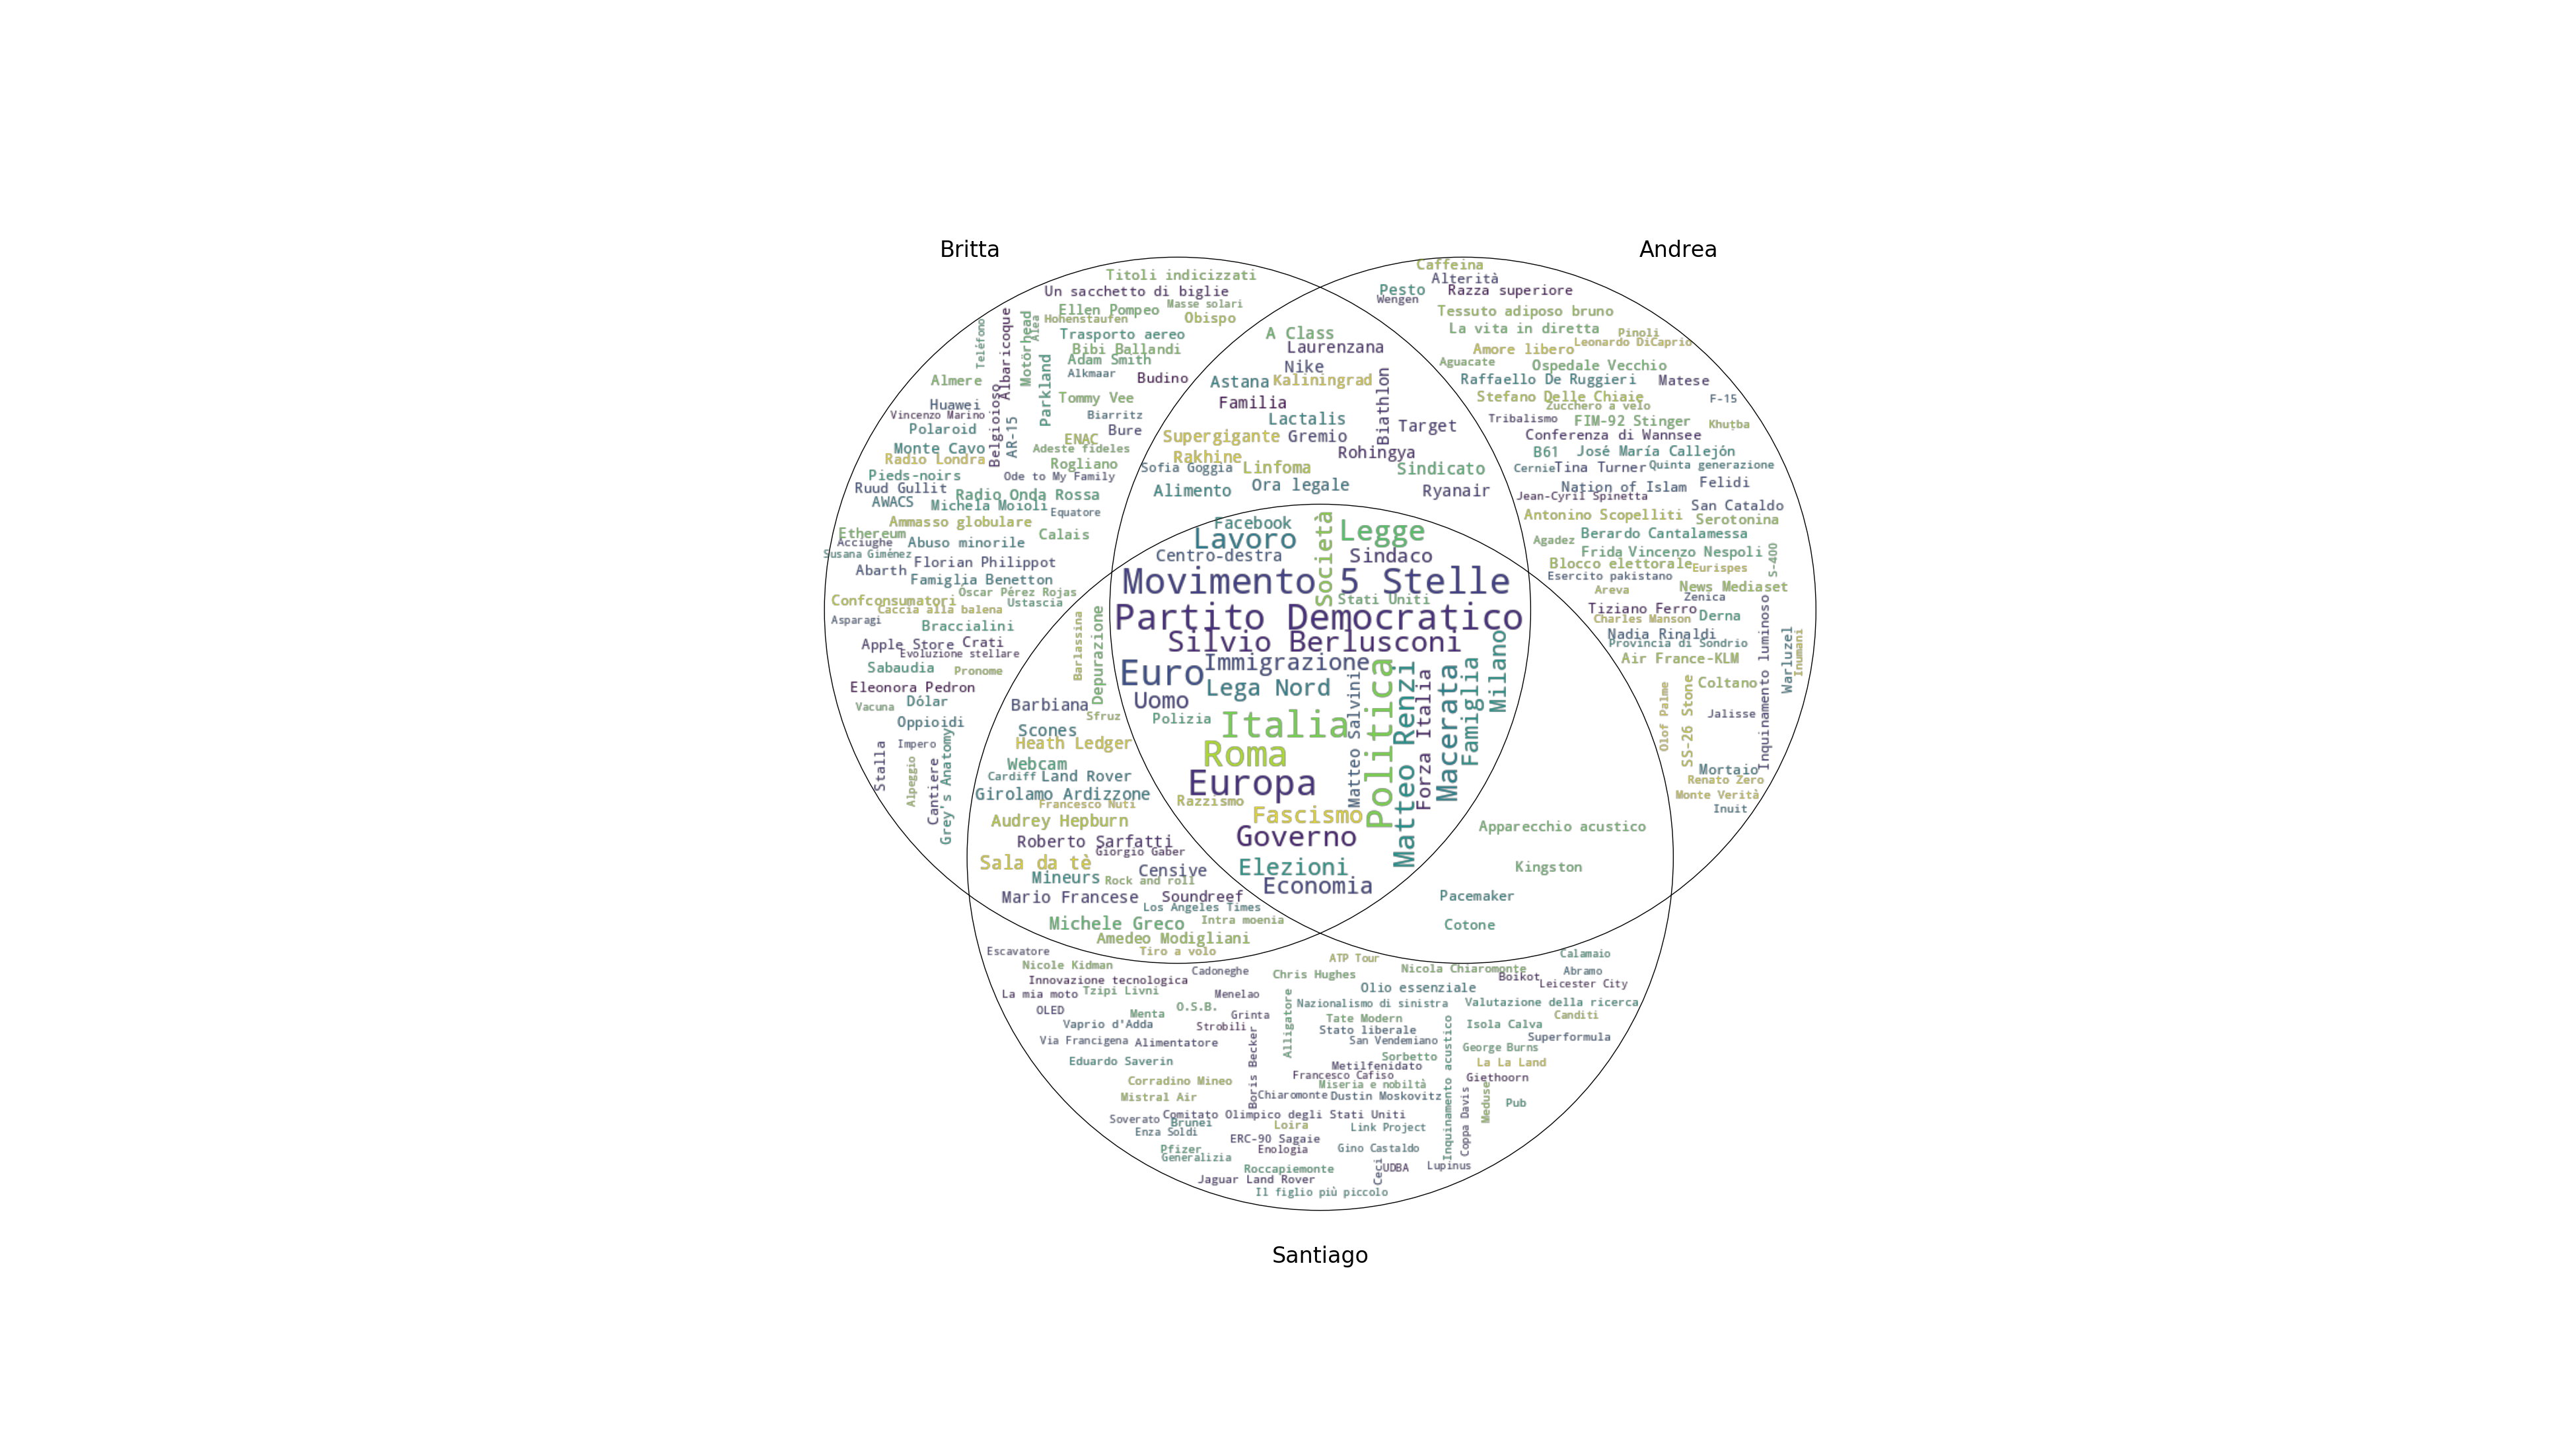 Britta
Andrea
Titoli indicizzati
Un sacchetto di biglie
Masse solari
Ellen Pompeo
Hohenstaufen
Obispo
Teléfono
Albaricoque
Motörhead
Alea
Trasporto aereo
Bibi Ballandi
Adam Smith
Alkmaar
Budino
Almere
Parkland
Tommy Vee
Huawei
Vincenzo Marino
Belgioioso
AR-15
Biarritz
Polaroid
Bure
ENAC
Monte Cavo
Adeste fideles
Radio Londra
Rogliano
Pieds-noirs
Ode to My Family
Ruud Gullit
Radio Onda Rossa
AWACS
Michela Moioli
Equatore
Ammasso globulare
Ethereum
Calais
Acciughe
Abuso minorile
Susana Giménez
Florian Philippot
Abarth
Famiglia Benetton
Óscar Pérez Rojas
Confconsumatori
Ustascia
Caccia alla balena
Asparagi
Braccialini
Apple Store
Crati
Evoluzione stellare
Sabaudia
Pronome
Eleonora Pedron
Vacuna
Dólar
Oppioidi
Impero
Stalla
Alpeggio
Cantiere
Grey's Anatomy
A Class
Laurenzana
Nike
Astana
Kaliningrad
Biathlon
Familia
Lactalis
Target
Supergigante
Gremio
Rohingya
Rakhine
Sofia Goggia
Linfoma
Sindicato
Ora legale
Alimento
Ryanair
Caffeina
Alterità
Pesto
Razza superiore
Wengen
Tessuto adiposo bruno
La vita in diretta
Pinoli
Leonardo DiCaprio
Amore libero
Aguacate
Ospedale Vecchio
Raffaello De Ruggieri
Matese
Stefano Delle Chiaie
F-15
Zucchero a velo
Tribalismo
FIM-92 Stinger
Khuṭba
Conferenza di Wannsee
B61
José María Callejón
Cernie
Tina Turner
Quinta generazione
Nation of Islam
Felidi
Jean-Cyril Spinetta
San Cataldo
Antonino Scopelliti
Serotonina
Berardo Cantalamessa
Agadez
Frida
Vincenzo Nespoli
S-400
Blocco elettorale
Eurispes
Esercito pakistano
Areva
News Mediaset
Zenica
Tiziano Ferro
Derna
Charles Manson
Nadia Rinaldi
Provincia di Sondrio
Air France-KLM
Inquinamento luminoso
Warluzel
Inumani
Olof Palme
SS-26 Stone
Coltano
Jalisse
Mortaio
Renato Zero
Monte Verità
Inuit
Facebook
Società
Legge
Lavoro
Centro-destra
Sindaco
Movimento 5 Stelle
Stati Uniti
Partito Democratico
Silvio Berlusconi
Milano
Immigrazione
Euro
Lega Nord
Uomo
Polizia
Italia
Matteo Salvini
Politica
Matteo Renzi
Forza Italia
Macerata
Famiglia
Roma
Europa
Razzismo
Fascismo
Governo
Elezioni
Economia
Barlassina
Depurazione
Barbiana
Sfruz
Scones
Heath Ledger
Webcam
Cardiff
Land Rover
Girolamo Ardizzone
Francesco Nuti
Audrey Hepburn
Roberto Sarfatti
Giorgio Gaber
Sala da tè
Censive
Mineurs
Rock and roll
Mario Francese
Soundreef
Los Angeles Times
Intra moenia
Michele Greco
Amedeo Modigliani
Tiro a volo
Apparecchio acustico
Kingston
Pacemaker
Cotone
Escavatore
Nicole Kidman
Cadoneghe
ATP Tour
Chris Hughes
Nicola Chiaromonte
Calamaio
Abramo
Boikot
Leicester City
Innovazione tecnologica
La mia moto
Tzipi Livni
Menelao
Olio essenziale
Alligatore
Nazionalismo di sinistra
Valutazione della ricerca
OLED
O.S.B.
Menta
Grinta
Tate Modern
Canditi
Vaprio d'Adda
Strobili
Stato liberale
Isola Calva
Via Francigena
Alimentatore
San Vendemiano
Superformula
George Burns
Eduardo Saverin
Boris Becker
Sorbetto
Inquinamento acustico
La La Land
Metilfenidato
Francesco Cafiso
Giethoorn
Corradino Mineo
Miseria e nobiltà
Mistral Air
Chiaromonte
Dustin Moskovitz
Coppa Davis
Meduse
Pub
Comitato Olimpico degli Stati Uniti
Soverato
Brunei
Loira
Link Project
Enza Soldi
ERC-90 Sagaie
Pfizer
Enologia
Gino Castaldo
Generalizia
Roccapiemonte
Ceci
UDBA
Lupinus
Jaguar Land Rover
Il figlio più piccolo
Santiago